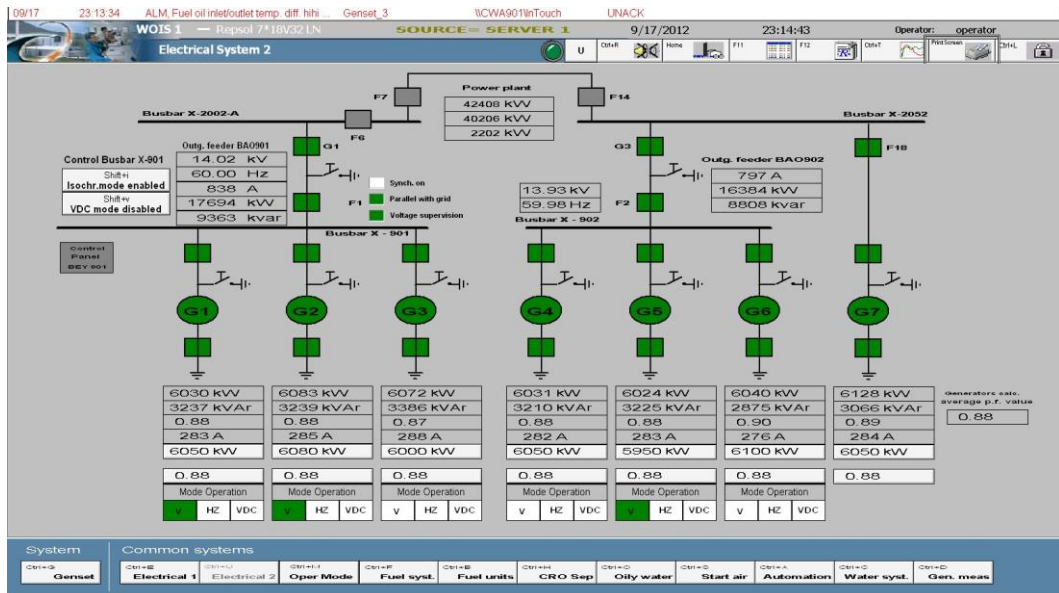 09/17 23:13:34 ALM, Fuel oil inlet/outlet temp. diff. hihi ... Genset_3 \\CWA901\InTouch UNACK
WOIS 1 — Repsol 7*18V32 LN SOURCE= SERVER 1 9/17/2012 23:14:43 Operator: operator
Electrical System 2 U Ctrl+R Home F11 F12 Ctrl+T Print Screen Ctrl+L
Power plant
F7 42408 kW F14
40206 kW
2202 kW
Busbar X-2002-A Busbar X-2052
F6
Outg. feeder BAO901 G1 G3 F18
Control Busbar X-901 14.02 kV Outg. feeder BAO902
Shift+i 60.00 Hz 797 A
Isochr.mode enabled 838 A Synch. on 13.93 kV 16384 kW
Shift+v 17694 kW F1 Parallel with grid 59.98 Hz F2 8808 kvar
VDC mode disabled 9363 kvar Voltage supervision Busbar X - 902
Busbar X - 901
Control
Panel
BEY 901
G1 G2 G3 G4 G5 G6 G7
6030 kW 6083 kW 6072 kW 6031 kW 6024 kW 6040 kW 6128 kW Generators calc.
3237 kVAr 3239 kVAr 3386 kVAr 3210 kVAr 3225 kVAr 2875 kVAr 3066 kVAr average p.f. value
0.88 0.88 0.87 0.88 0.88 0.90 0.89 0.88
283 A 285 A 288 A 282 A 283 A 276 A 284 A
6050 kW 6080 kW 6000 kW 6050 kW 5950 kW 6100 kW 6050 kW
0.88 0.88 0.88 0.88 0.88 0.88 0.88
Mode Operation Mode Operation Mode Operation Mode Operation Mode Operation Mode Operation
V HZ VDC V HZ VDC V HZ VDC V HZ VDC V HZ VDC V HZ VDC
System Common systems
Ctrl+G Ctrl+E Ctrl+U Ctrl+M Ctrl+F Ctrl+B Ctrl+H Ctrl+O Ctrl+S Ctrl+A Ctrl+C Ctrl+D
Genset Electrical 1 Electrical 2 Oper Mode Fuel syst. Fuel units CRO Sep Oily water Start air Automation Water syst. Gen. meas